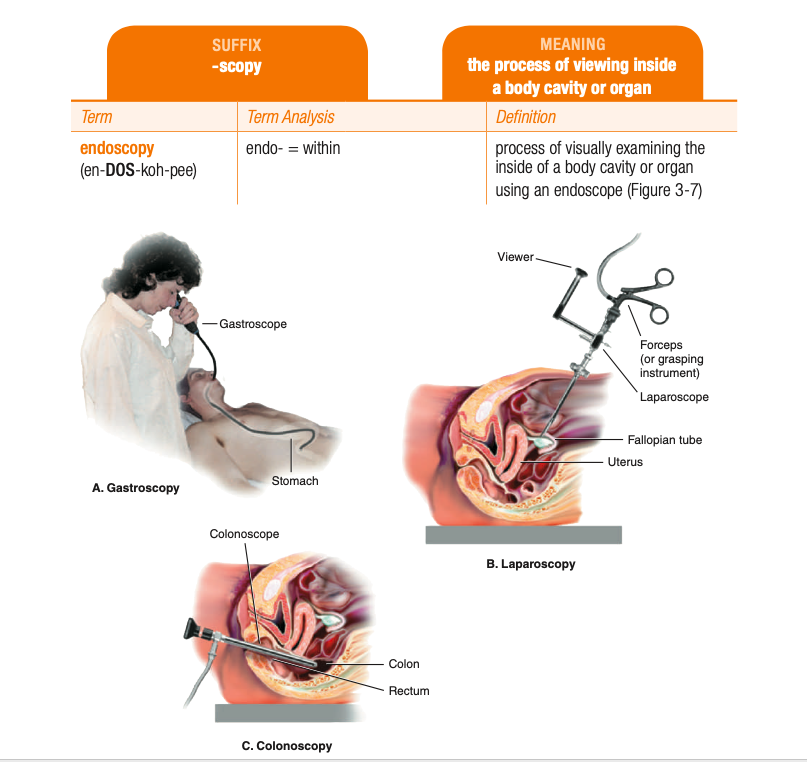 SUFFIX
-scopy
MEANING
the process of viewing inside
a body cavity or organ
Term
Term Analysis
Definition
endoscopy
(en-DOS-koh-pee)
endo- = within
process of visually examining the
inside of a body cavity or organ
using an endoscope (Figure 3-7)
Gastroscope
Stomach
A. Gastroscopy
Viewer
Forceps
(or grasping
instrument)
Laparoscope
Fallopian tube
Uterus
B. Laparoscopy
Colonoscope
Colon
Rectum
C. Colonoscopy